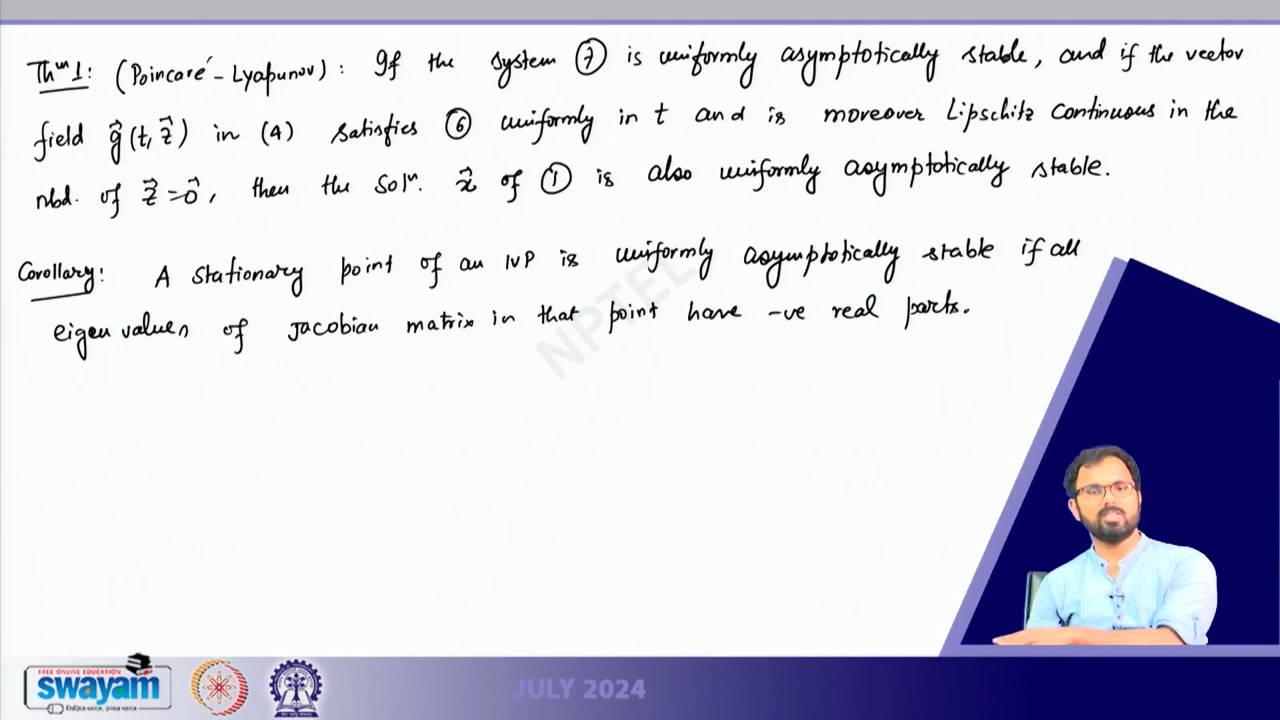 Thm 1: (Poincaré - Lyapunov): If the system ⑦ is uniformly asymptotically stable, and if the vector
field g⃗(t, z⃗) in (4) satisfies ⑥ uniformly in t and is moreover Lipschitz continuous in the
nbd. of z⃗ = 0⃗, then the Soln. x⃗ of ① is also uniformly asymptotically stable.
Corollary: A stationary point of an IVP is uniformly asymptotically stable if all
eigen values of Jacobian matrix in that point have -ve real parts.
NPTEL
FREE ONLINE EDUCATION
swayam
JULY 2024